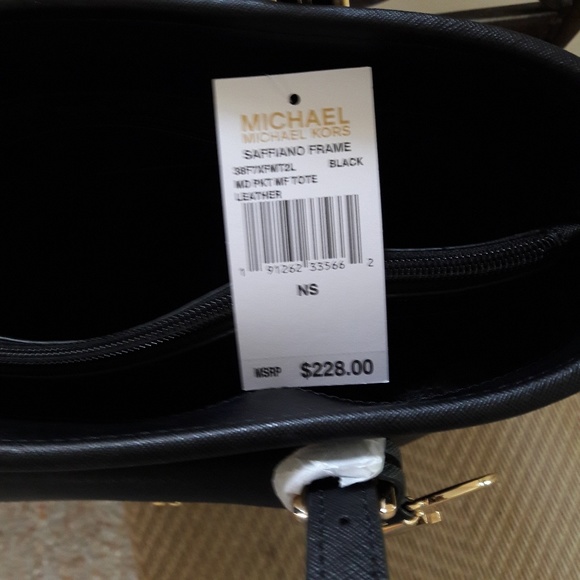 MICHAEL
MICHAEL KORS
SAFFIANO FRAME
38F7XFMT2L BLACK
MD PKT MF TOTE
LEATHER
1 91262 33566 2
NS
MSRP $228.00